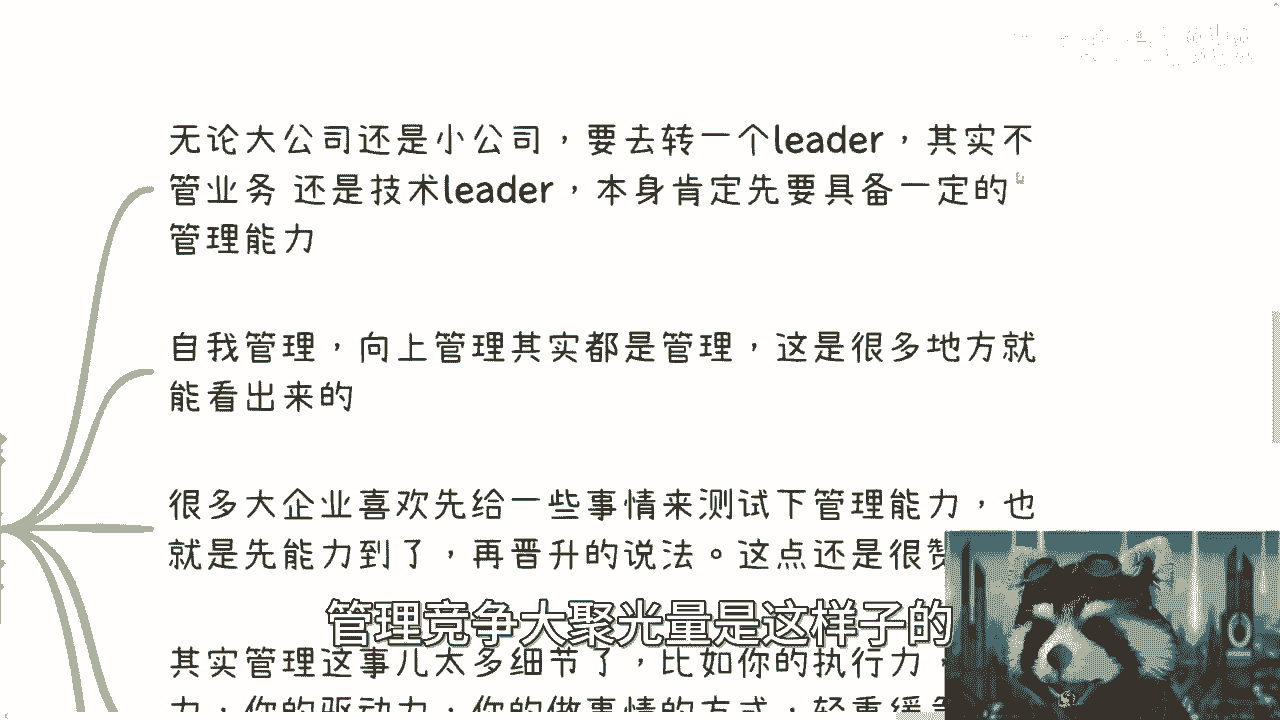 无论大公司还是小公司，要去转一个leader，其实不
管业务 还是技术leader，本身肯定先要具备一定的
管理能力
自我管理，向上管理其实都是管理，这是很多地方就
能看出来的
很多大企业喜欢先给一些事情来测试下管理能力，也
就是先能力到了，再晋升的说法。这点还是很赞
管理竞争大聚光量是这样子的
其实管理这事儿太多细节了，比如你的执行力，
力，你的驱动力，你的做事情的方式，轻重缓急